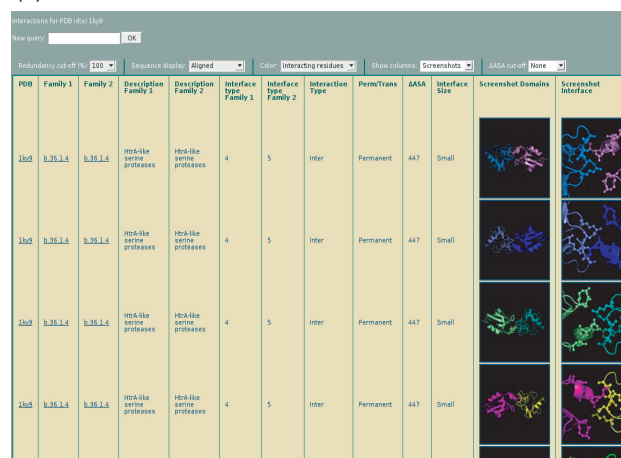 Interactions for PDB id(s) 1ky9
New query: OK
Redundancy cut-off (%) 100 Sequence display: Aligned Color: Interacting residues Show columns: Screenshots ΔASA cut-off None
PDB Family 1 Family 2 Description Family 1 Description Family 2 Interface type Family 1 Interface type Family 2 Interaction Type Perm/Trans ΔASA Interface Size Screenshot Domains Screenshot Interface
1ky9 b.36.1.4 b.36.1.4 HtrA-like serine proteases HtrA-like serine proteases 4 5 Inter Permanent 447 Small
1ky9 b.36.1.4 b.36.1.4 HtrA-like serine proteases HtrA-like serine proteases 4 5 Inter Permanent 447 Small
1ky9 b.36.1.4 b.36.1.4 HtrA-like serine proteases HtrA-like serine proteases 4 5 Inter Permanent 447 Small
1ky9 b.36.1.4 b.36.1.4 HtrA-like serine proteases HtrA-like serine proteases 4 5 Inter Permanent 447 Small